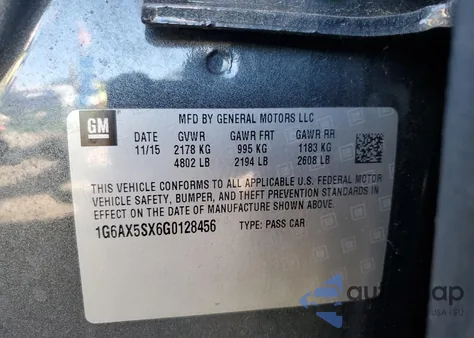 GM
MFD BY GENERAL MOTORS LLC
DATE GVWR GAWR FRT GAWR RR
11/15 2178 KG 995 KG 1183 KG
4802 LB 2194 LB 2608 LB
THIS VEHICLE CONFORMS TO ALL APPLICABLE U.S. FEDERAL MOTOR
VEHICLE SAFETY, BUMPER, AND THEFT PREVENTION STANDARDS IN
EFFECT ON THE DATE OF MANUFACTURE SHOWN ABOVE.
1G6AX5SX6G0128456 TYPE: PASS CAR